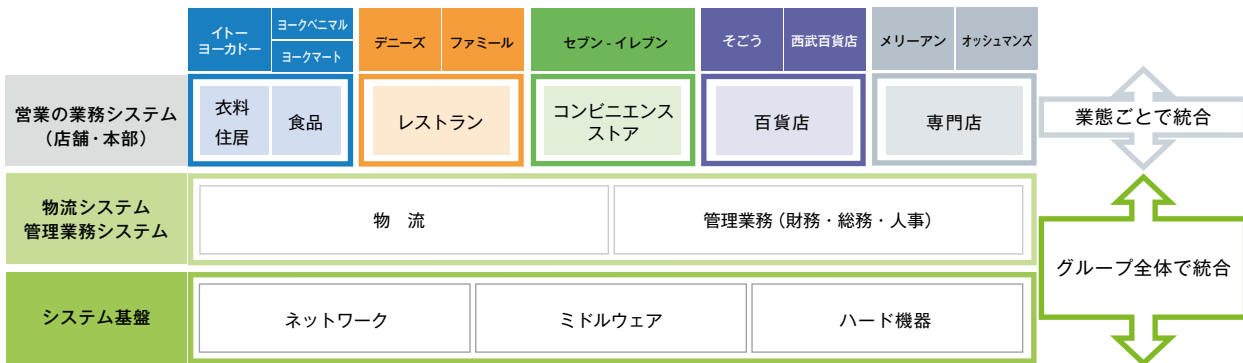 イトー
ヨーカドー
ヨークベニマル
ヨークマート
デニーズ
ファミール
セブン-イレブン
そごう
西武百貨店
メリーアン
オッシュマンズ
営業の業務システム
（店舗・本部）
衣料
住居
食品
レストラン
コンビニエンス
ストア
百貨店
専門店
業態ごとで統合
物流システム
管理業務システム
物　流
管理業務（財務・総務・人事）
グループ全体で統合
システム基盤
ネットワーク
ミドルウェア
ハード機器